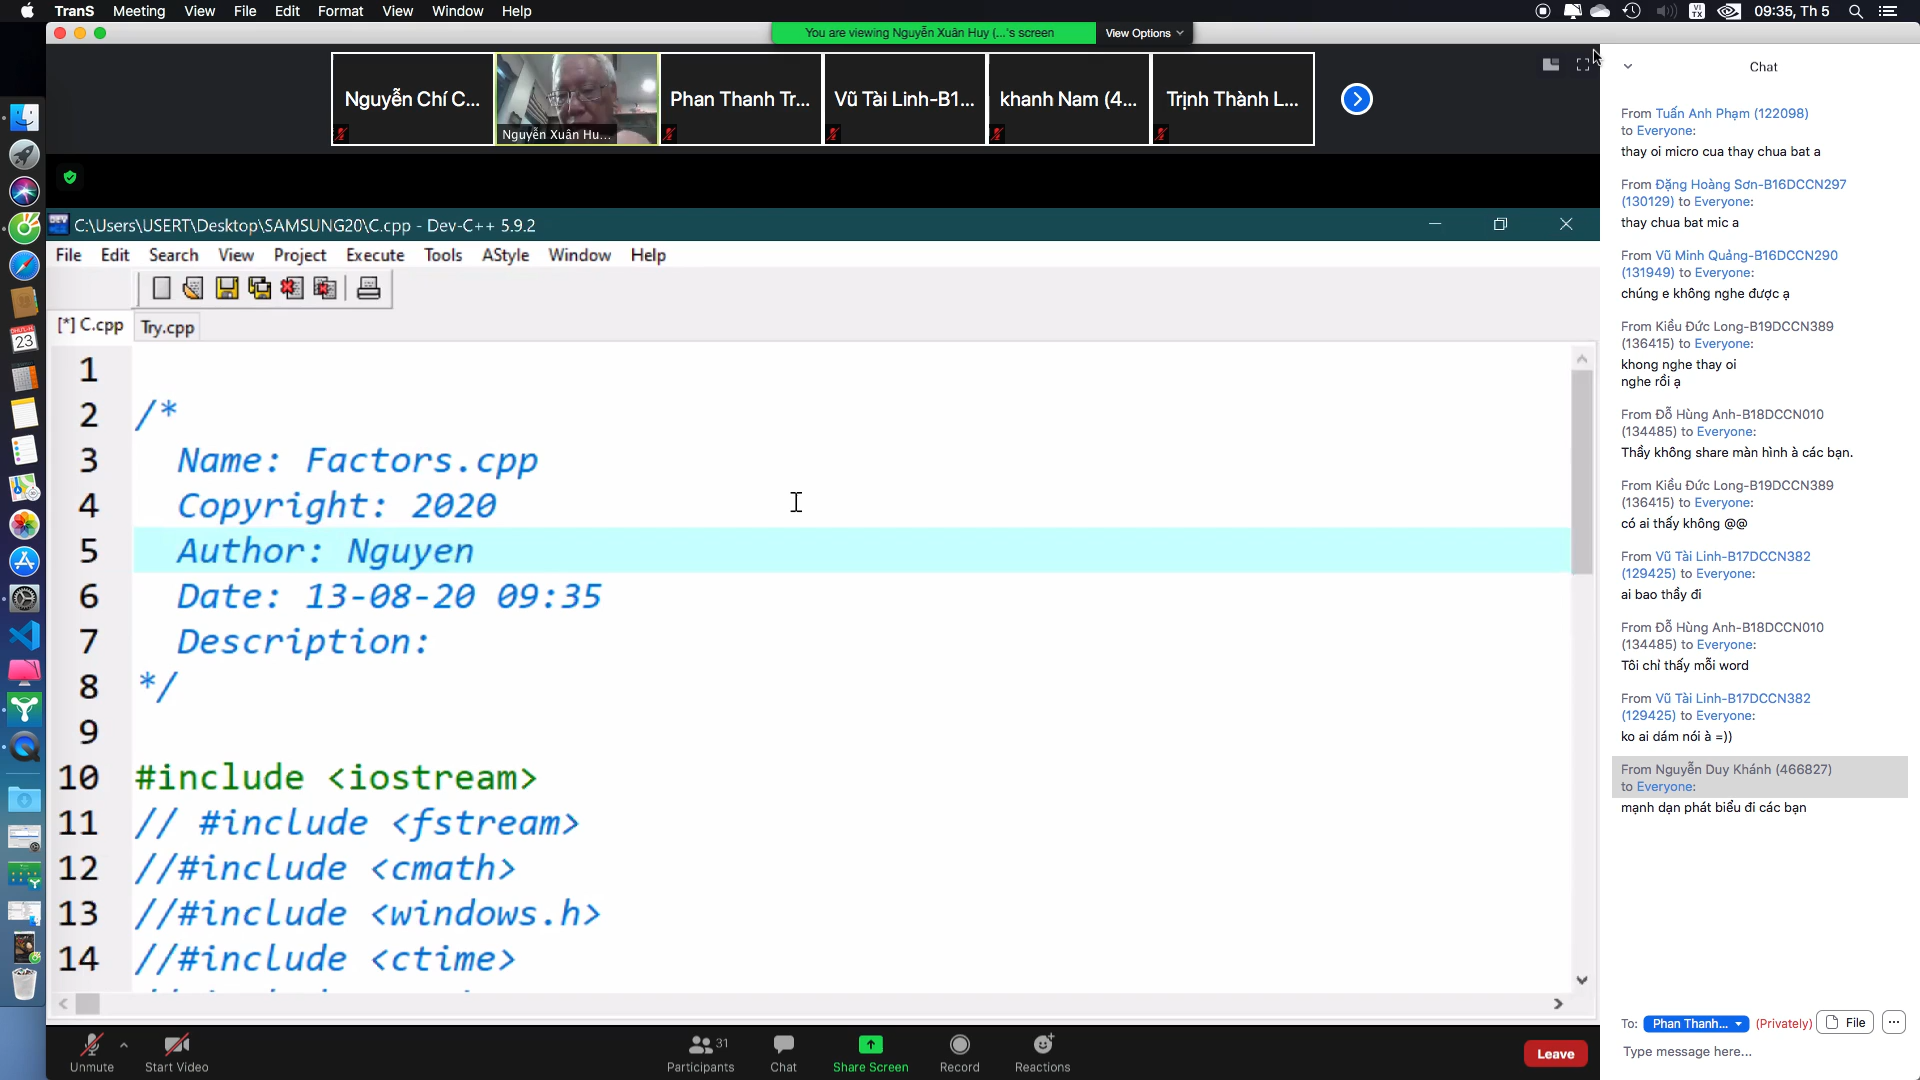 TranS Meeting View File Edit Format View Window Help
VI
TX
09:35, Th 5
You are viewing Nguyễn Xuân Huy (...'s screen
View Options
Nguyễn Chí C...
Nguyễn Xuân Hu...
Phan Thanh Tr...
Vũ Tài Linh-B1...
khanh Nam (4...
Trịnh Thành L...
C:\Users\USERT\Desktop\SAMSUNG20\C.cpp - Dev-C++ 5.9.2
File Edit Search View Project Execute Tools AStyle Window Help
[*] C.cpp Try.cpp
1
2 /*
3 Name: Factors.cpp
4 Copyright: 2020
5 Author: Nguyen
6 Date: 13-08-20 09:35
7 Description:
8 */
9
10 #include <iostream>
11 // #include <fstream>
12 //#include <cmath>
13 //#include <windows.h>
14 //#include <ctime>
Unmute
Start Video
Participants
31
Chat
Share Screen
Record
Reactions
Leave
Chat
From Tuấn Anh Phạm (122098)
to Everyone:
thay oi micro cua thay chua bat a
From Đặng Hoàng Sơn-B16DCCN297
(130129) to Everyone:
thay chua bat mic a
From Vũ Minh Quảng-B16DCCN290
(131949) to Everyone:
chúng e không nghe được ạ
From Kiều Đức Long-B19DCCN389
(136415) to Everyone:
khong nghe thay oi
nghe rồi ạ
From Đỗ Hùng Anh-B18DCCN010
(134485) to Everyone:
Thầy không share màn hình à các bạn.
From Kiều Đức Long-B19DCCN389
(136415) to Everyone:
có ai thấy không @@
From Vũ Tài Linh-B17DCCN382
(129425) to Everyone:
ai bao thầy đi
From Đỗ Hùng Anh-B18DCCN010
(134485) to Everyone:
Tôi chỉ thấy mỗi word
From Vũ Tài Linh-B17DCCN382
(129425) to Everyone:
ko ai dám nói à =))
From Nguyễn Duy Khánh (466827)
to Everyone:
mạnh dạn phát biểu đi các bạn
To: Phan Thanh... (Privately) File
Type message here...
23